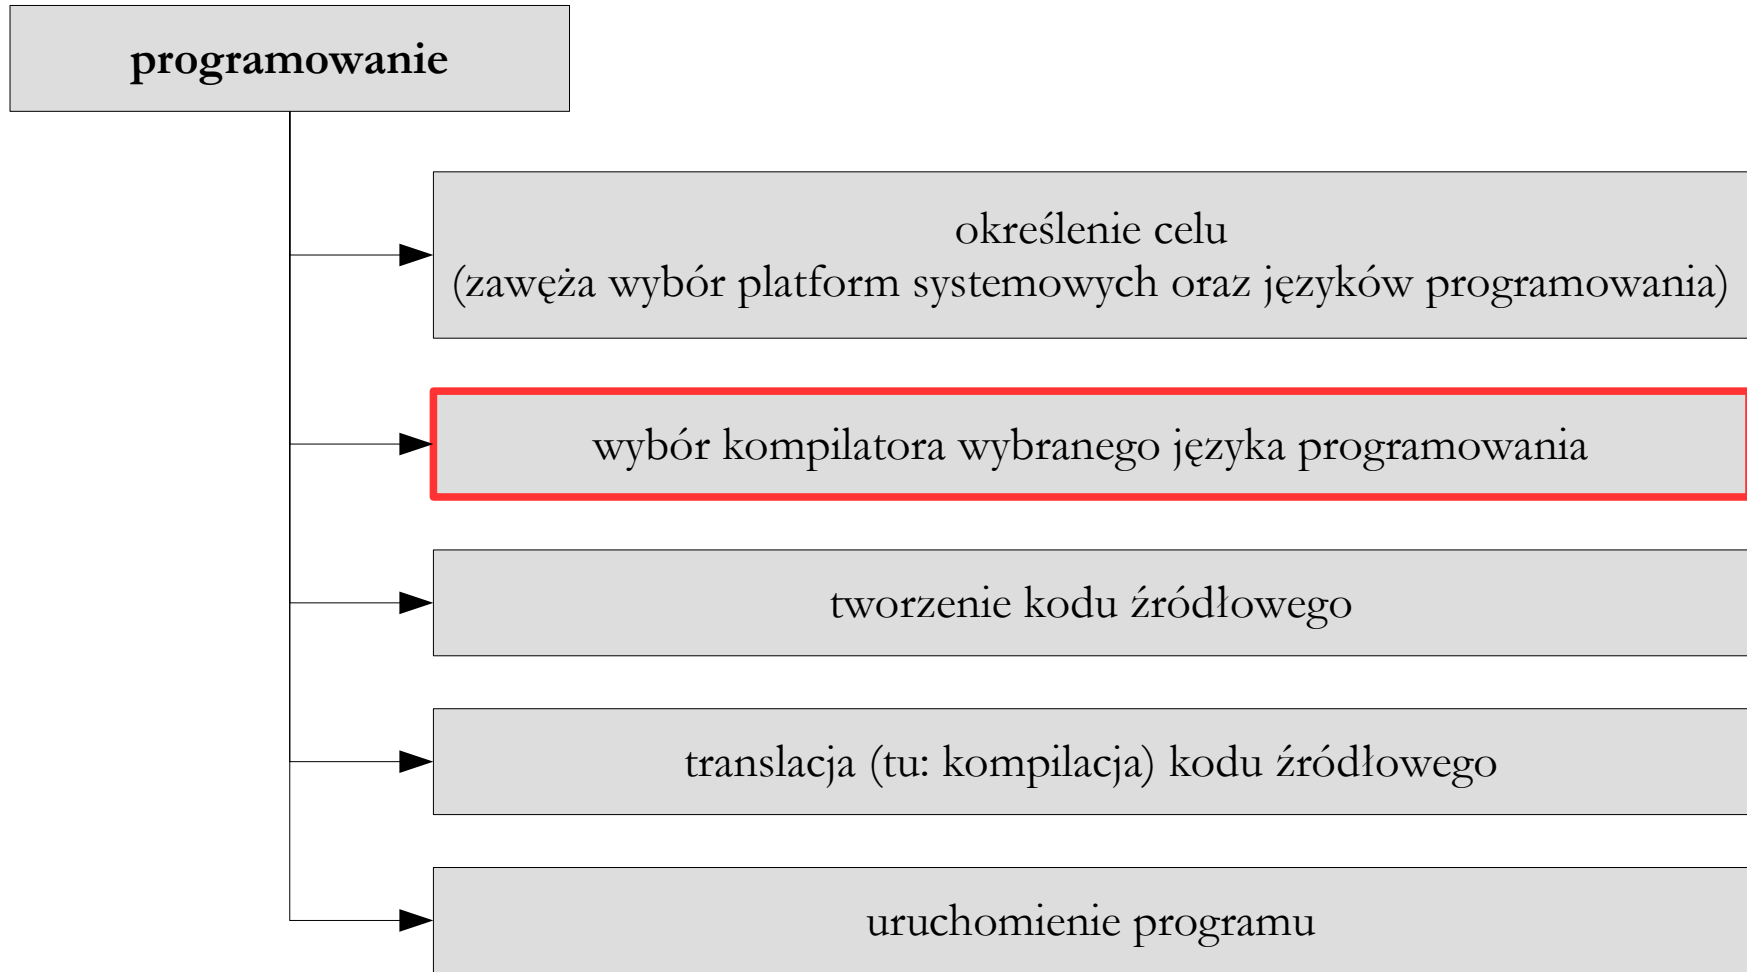 programowanie
określenie celu
(zawęża wybór platform systemowych oraz języków programowania)
wybór kompilatora wybranego języka programowania
tworzenie kodu źródłowego
translacja (tu: kompilacja) kodu źródłowego
uruchomienie programu